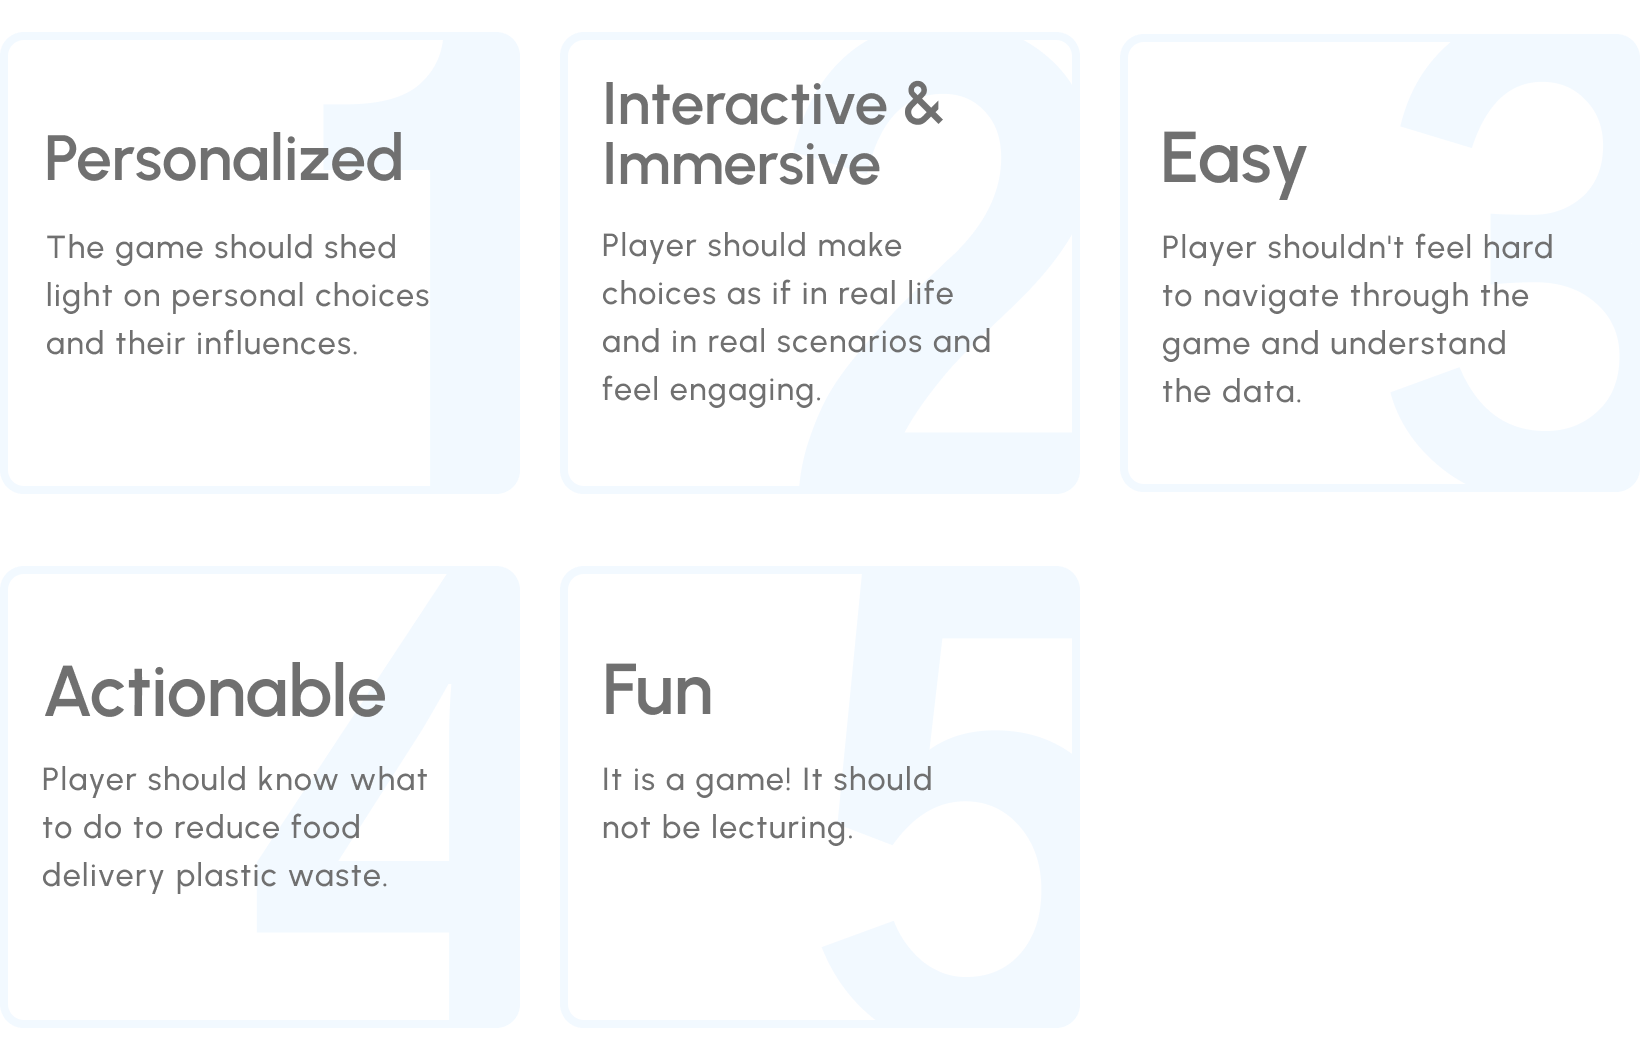 1
Personalized
The game should shed
light on personal choices
and their influences.
2
Interactive &
Immersive
Player should make
choices as if in real life
and in real scenarios and
feel engaging.
3
Easy
Player shouldn't feel hard
to navigate through the
game and understand
the data.
4
Actionable
Player should know what
to do to reduce food
delivery plastic waste.
5
Fun
It is a game! It should
not be lecturing.